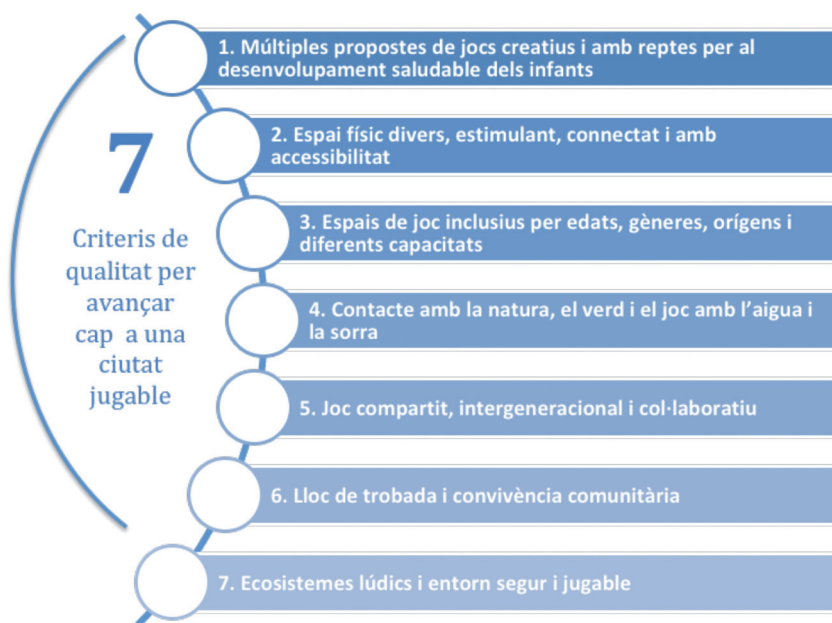 7
Criteris de
qualitat per
avançar
cap a una
ciutat
jugable
1. Múltiples propostes de jocs creatius i amb reptes per al
desenvolupament saludable dels infants
2. Espai físic divers, estimulant, connectat i amb
accessibilitat
3. Espais de joc inclusius per edats, gèneres, orígens i
diferents capacitats
4. Contacte amb la natura, el verd i el joc amb l’aigua i
la sorra
5. Joc compartit, intergeneracional i col·laboratiu
6. Lloc de trobada i convivència comunitària
7. Ecosistemes lúdics i entorn segur i jugable